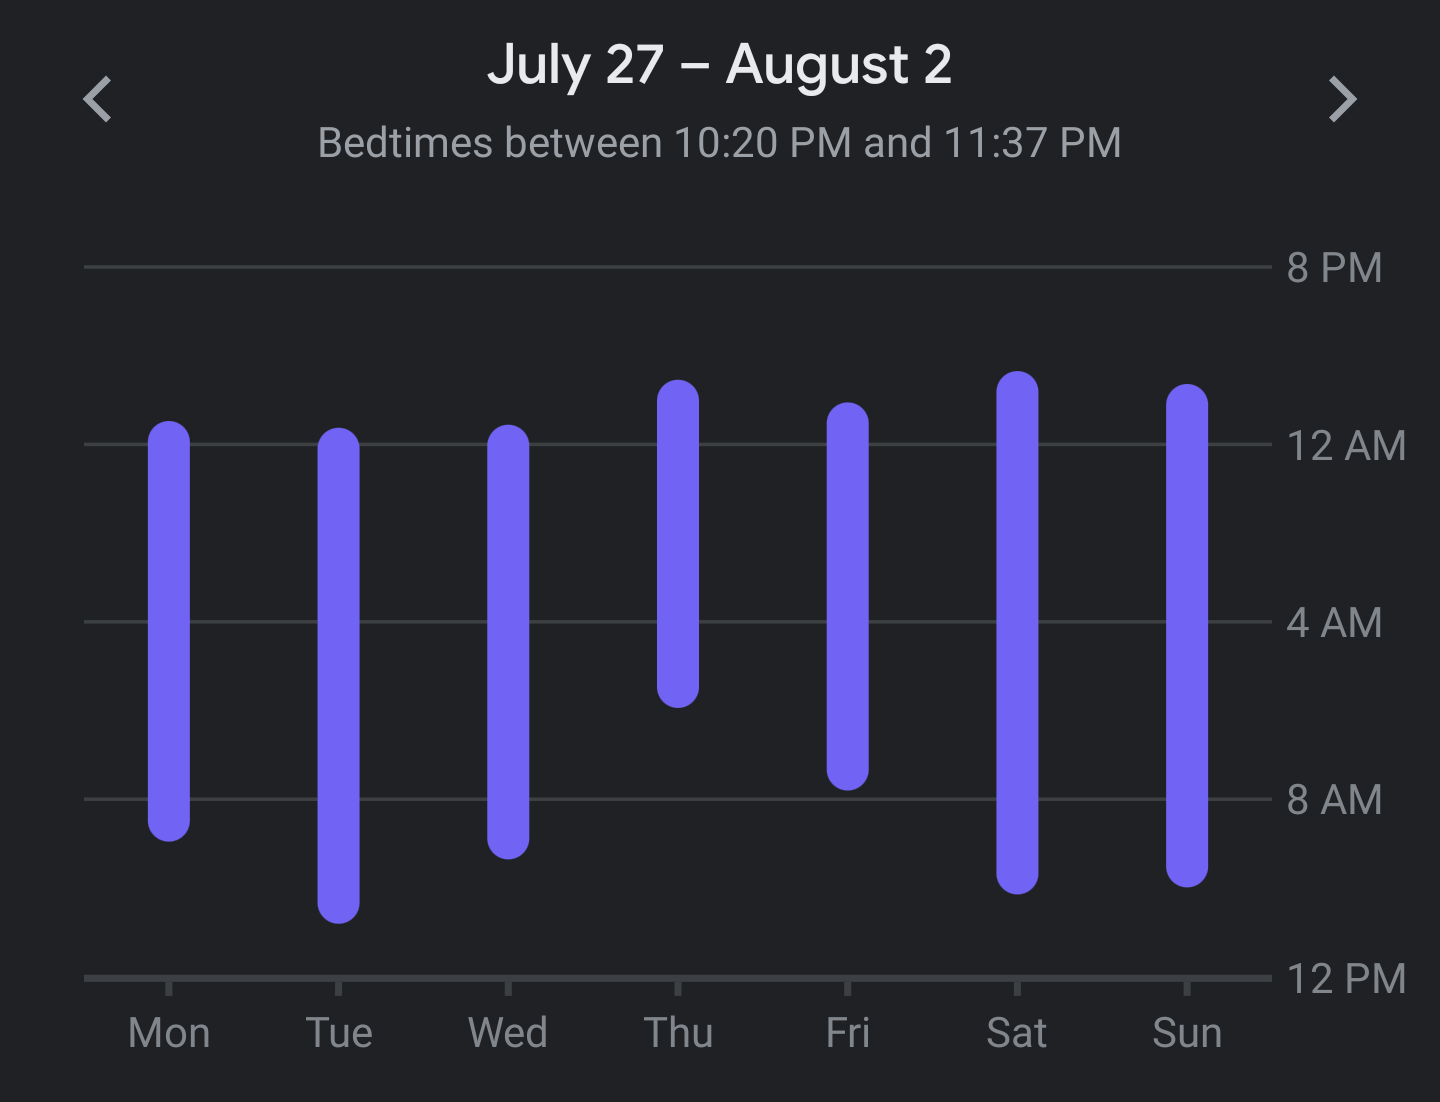 July 27 – August 2
Bedtimes between 10:20 PM and 11:37 PM
8 PM
12 AM
4 AM
8 AM
12 PM
Mon Tue Wed Thu Fri Sat Sun